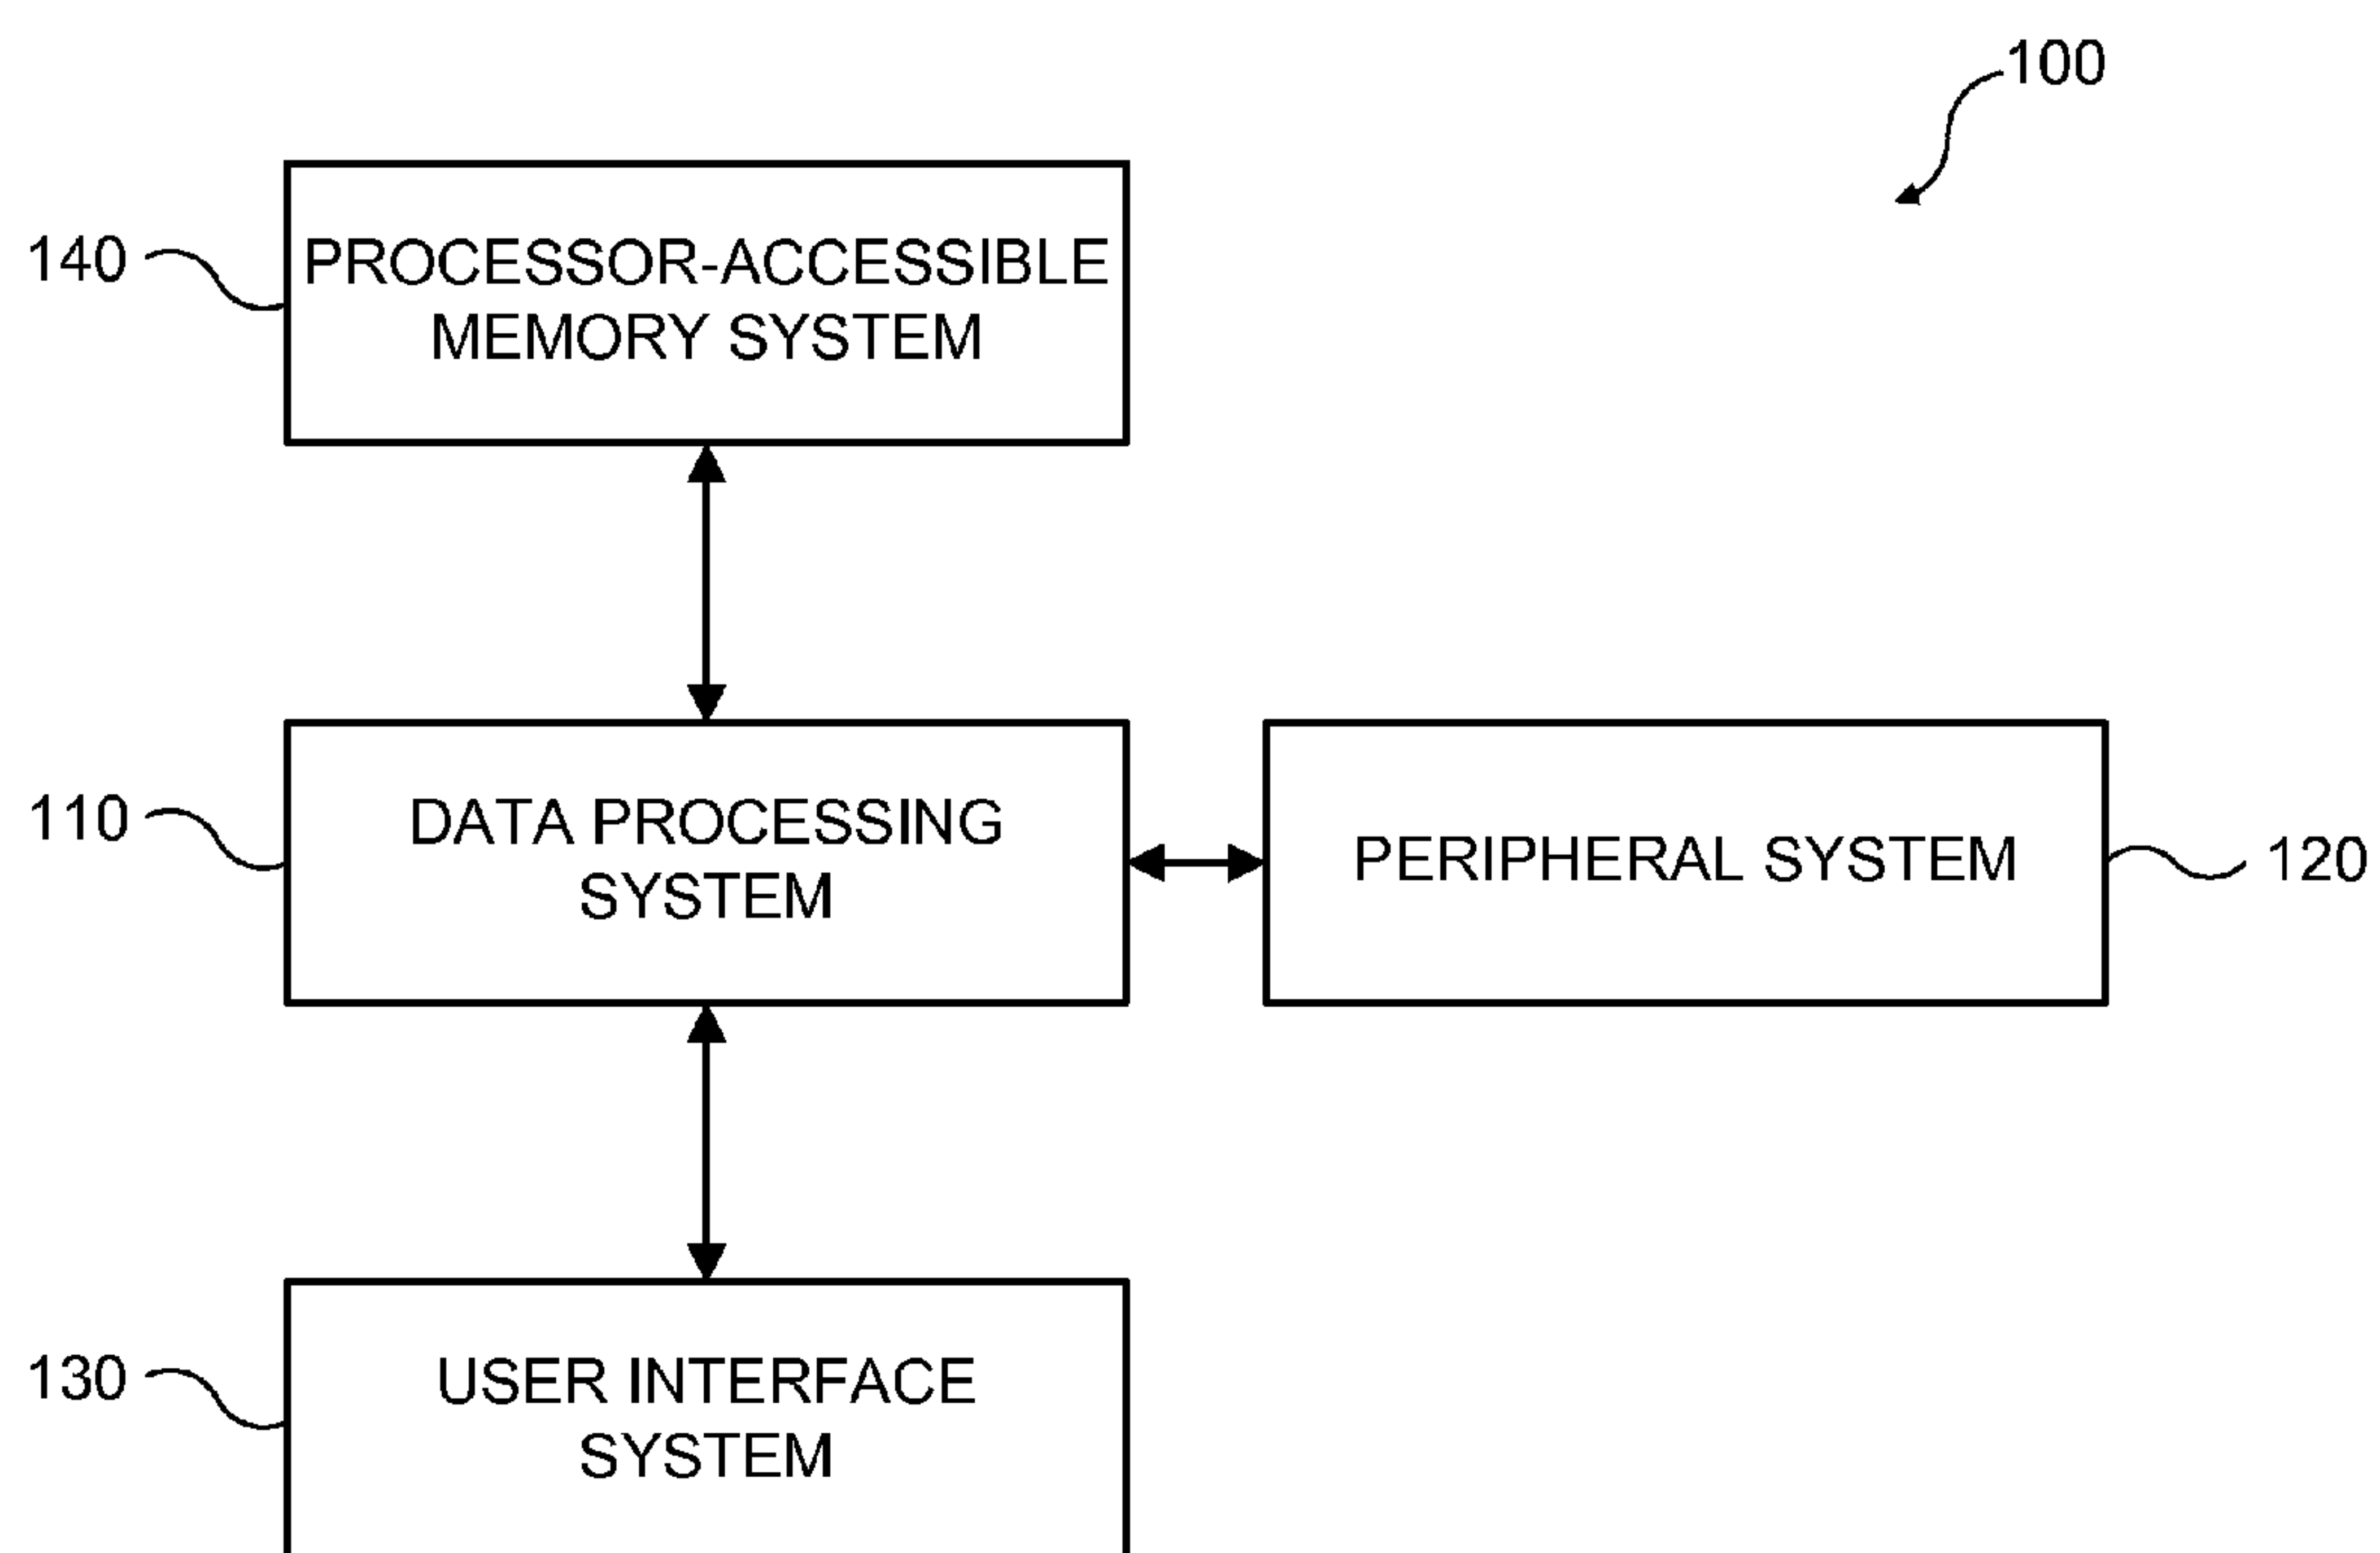 100
140
PROCESSOR-ACCESSIBLE
MEMORY SYSTEM
110
DATA PROCESSING
SYSTEM
PERIPHERAL SYSTEM
120
130
USER INTERFACE
SYSTEM